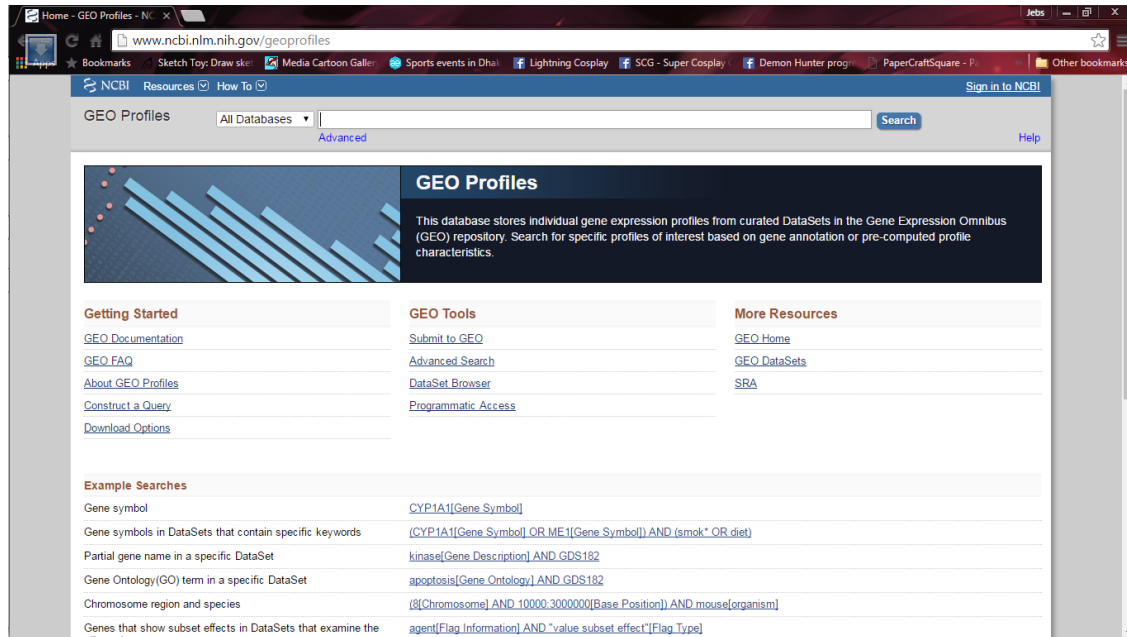 Home - GEO Profiles - NC
Jebs
www.ncbi.nlm.nih.gov/geoprofiles
Apps Bookmarks Sketch Toy: Draw sket Media Cartoon Galler Sports events in Dhak Lightning Cosplay SCG - Super Cosplay Demon Hunter progr PaperCraftSquare - Pa Other bookmarks
NCBI Resources How To Sign in to NCBI
GEO Profiles All Databases Search
Advanced Help
GEO Profiles
This database stores individual gene expression profiles from curated DataSets in the Gene Expression Omnibus
(GEO) repository. Search for specific profiles of interest based on gene annotation or pre-computed profile
characteristics.
Getting Started
GEO Documentation
GEO FAQ
About GEO Profiles
Construct a Query
Download Options
GEO Tools
Submit to GEO
Advanced Search
DataSet Browser
Programmatic Access
More Resources
GEO Home
GEO DataSets
SRA
Example Searches
Gene symbol CYP1A1[Gene Symbol]
Gene symbols in DataSets that contain specific keywords (CYP1A1[Gene Symbol] OR ME1[Gene Symbol]) AND (smok* OR diet)
Partial gene name in a specific DataSet kinase[Gene Description] AND GDS182
Gene Ontology(GO) term in a specific DataSet apoptosis[Gene Ontology] AND GDS182
Chromosome region and species (8[Chromosome] AND 10000:3000000[Base Position]) AND mouse[organism]
Genes that show subset effects in DataSets that examine the agent[Flag Information] AND "value subset effect"[Flag Type]